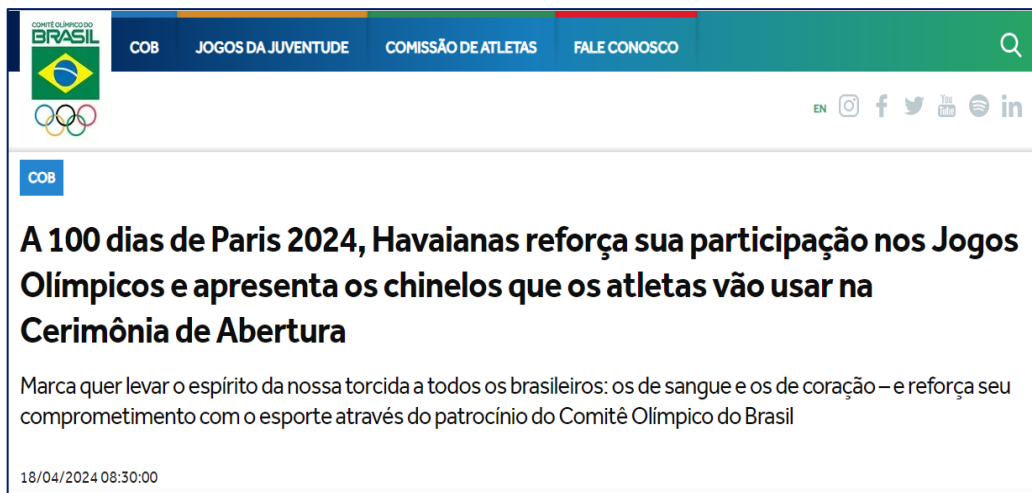 COMITÊ OLÍMPICO DO
BRASIL
COB
JOGOS DA JUVENTUDE
COMISSÃO DE ATLETAS
FALE CONOSCO
EN
You
Tube
in
COB
A 100 dias de Paris 2024, Havaianas reforça sua participação nos Jogos
Olímpicos e apresenta os chinelos que os atletas vão usar na
Cerimônia de Abertura
Marca quer levar o espírito da nossa torcida a todos os brasileiros: os de sangue e os de coração – e reforça seu
comprometimento com o esporte através do patrocínio do Comitê Olímpico do Brasil
18/04/2024 08:30:00